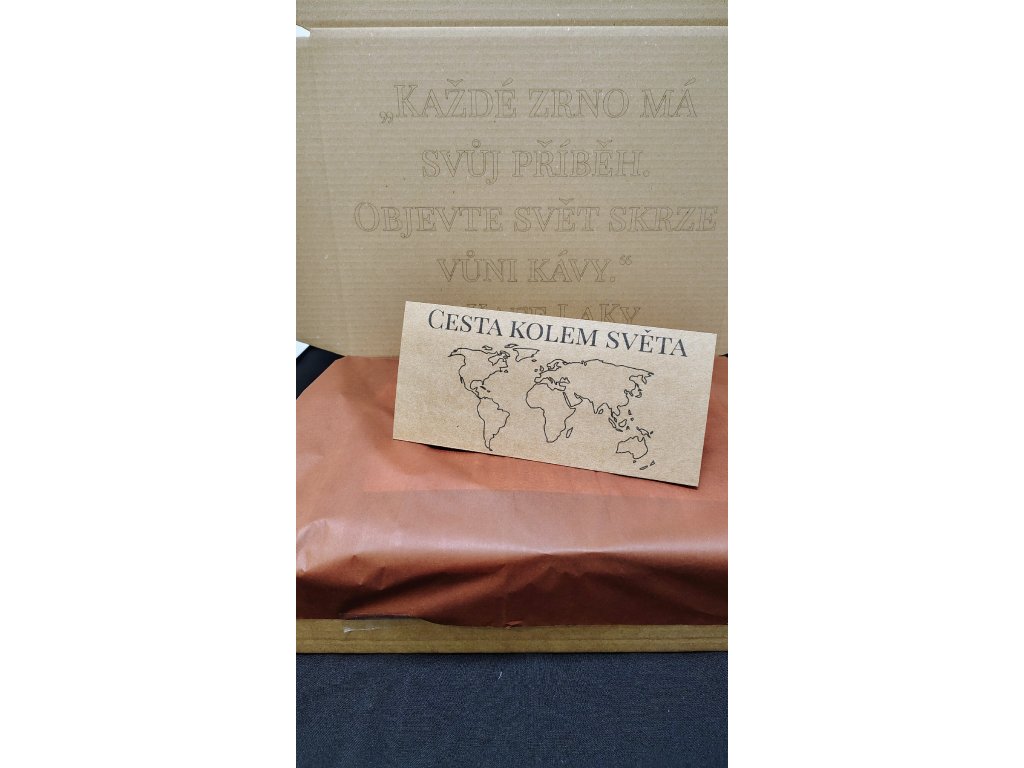 „Každé zrno má
svůj příběh.
Objevte svět skrze
vůni kávy.“
Cesta kolem světa